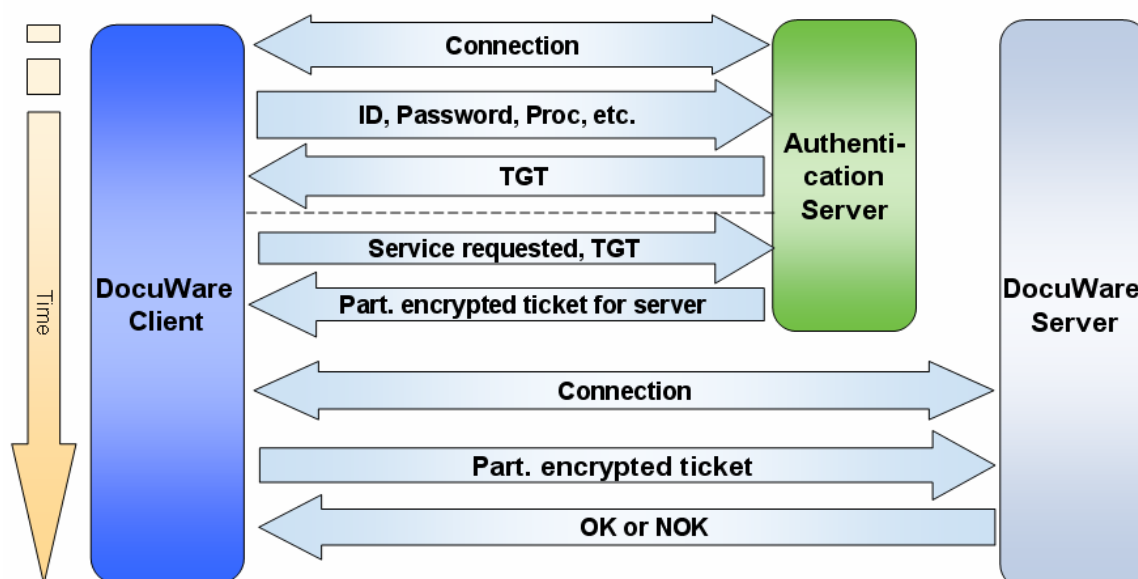 Connection
ID, Password, Proc, etc.
TGT
Authenti-
cation
Server
Service requested, TGT
Part. encrypted ticket for server
Time
DocuWare
Client
DocuWare
Server
Connection
Part. encrypted ticket
OK or NOK